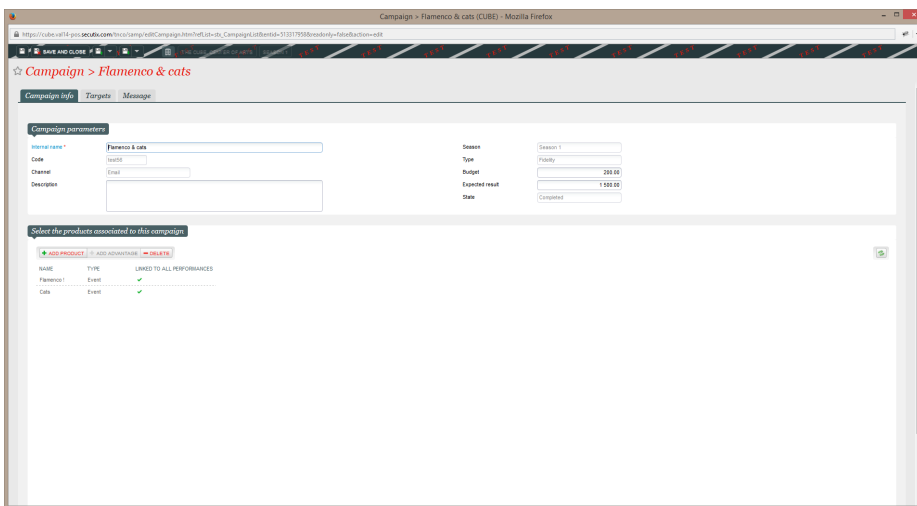 Campaign > Flamenco & cats (CUBE) - Mozilla Firefox
Campaign > Flamenco & cats
SAVE AND CLOSE
Campaign info Targets Message
Campaign parameters
Internal name * Flamenco & cats Season Season 1
Code test58 Type Fidelity
Channel Email Budget 200.00
Description Expected result 1 500.00
State Completed
Select the products associated to this campaign
ADD PRODUCT ADD ADVANTAGE DELETE
NAME TYPE LINKED TO ALL PERFORMANCES
Flamenco ! Event
Cats Event